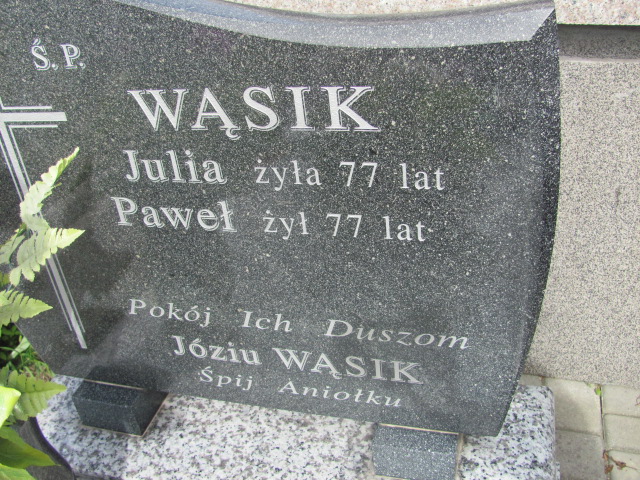 Ś.P.
WĄSIK
Julia żyła 77 lat
Paweł żył 77 lat
Pokój Ich Duszom
Józiu WĄSIK
Śpij Aniołku